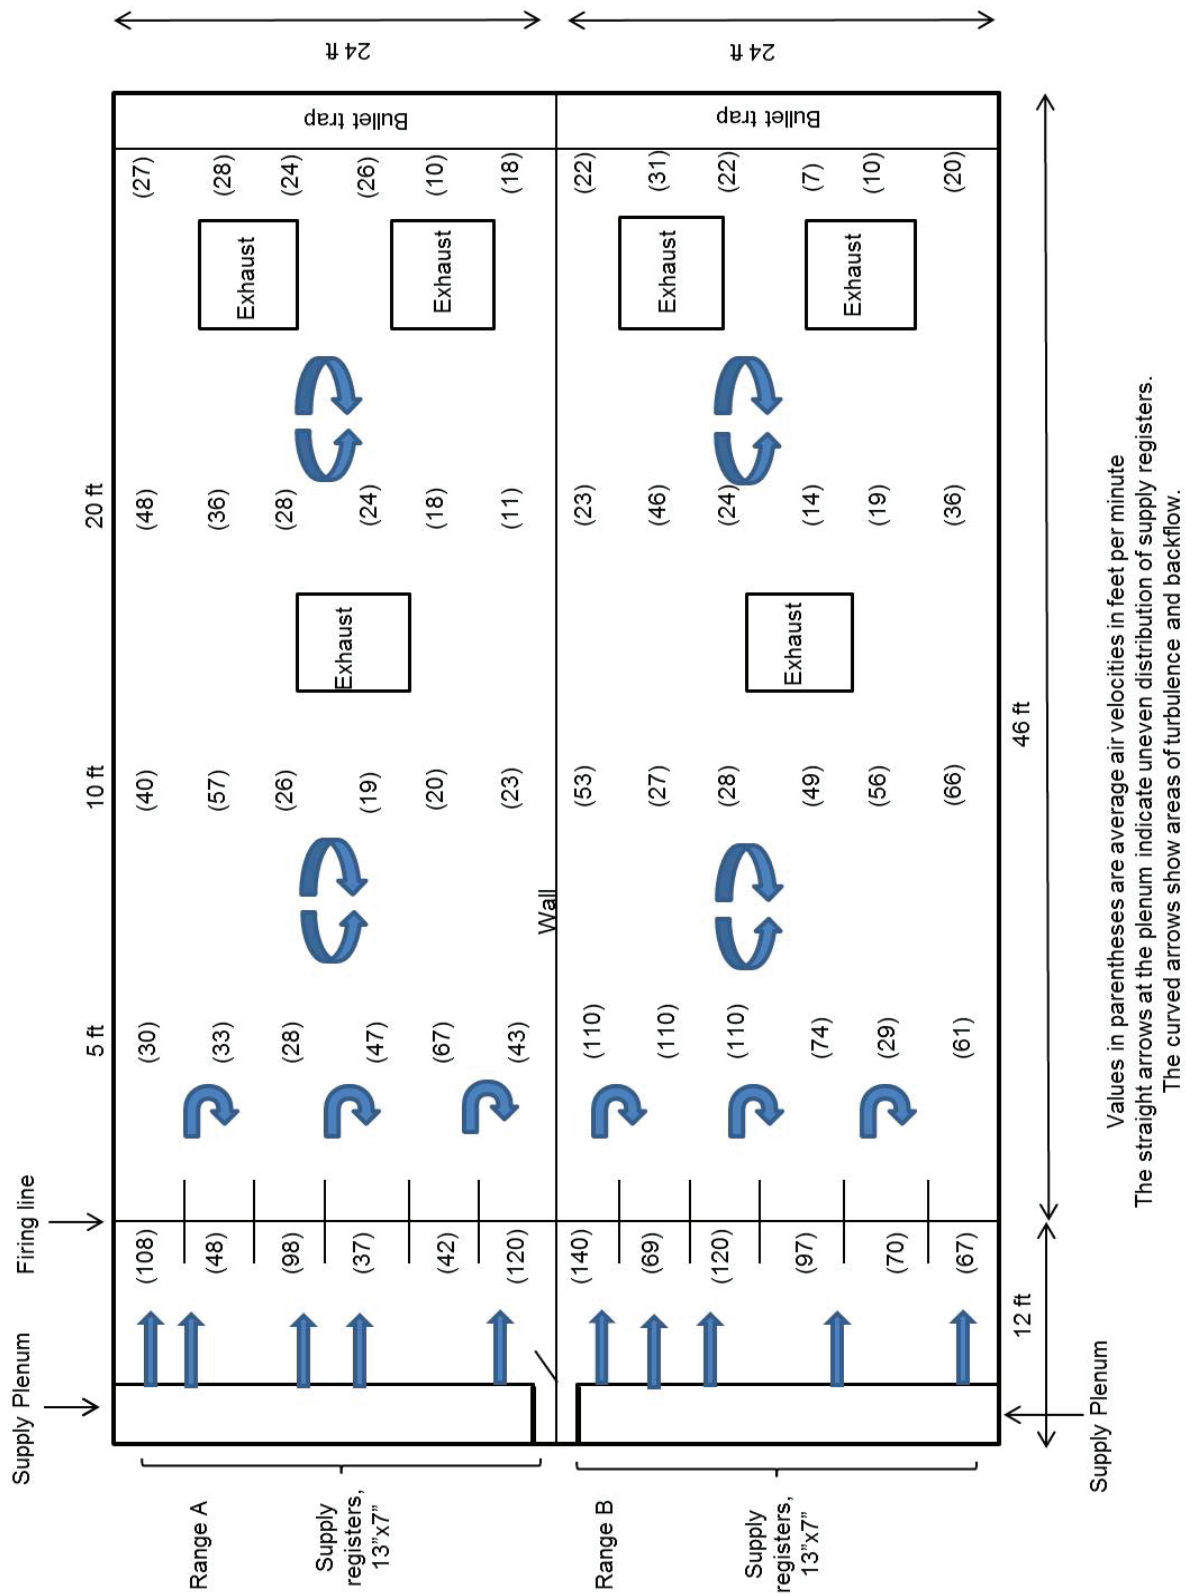 24 ft
24 ft
Bullet trap
Bullet trap
(27)
(28)
(24)
(26)
(10)
(18)
(22)
(31)
(22)
(7)
(10)
(20)
Exhaust
Exhaust
Exhaust
Exhaust
20 ft
(48)
(36)
(28)
(24)
(18)
(11)
(23)
(46)
(24)
(14)
(19)
(36)
Exhaust
Exhaust
46 ft
10 ft
(40)
(57)
(26)
(19)
(20)
(23)
(53)
(27)
(28)
(49)
(56)
(66)
Wall
5 ft
(30)
(33)
(28)
(47)
(67)
(43)
(110)
(110)
(110)
(74)
(29)
(61)
Firing line
(108)
(48)
(98)
(37)
(42)
(120)
(140)
(69)
(120)
(97)
(70)
(67)
12 ft
Supply Plenum
Supply Plenum
Range A
Supply
registers,
13”x7”
Range B
Supply
registers,
13”x7”
Values in parentheses are average air velocities in feet per minute
The straight arrows at the plenum indicate uneven distribution of supply registers.
The curved arrows show areas of turbulence and backflow.